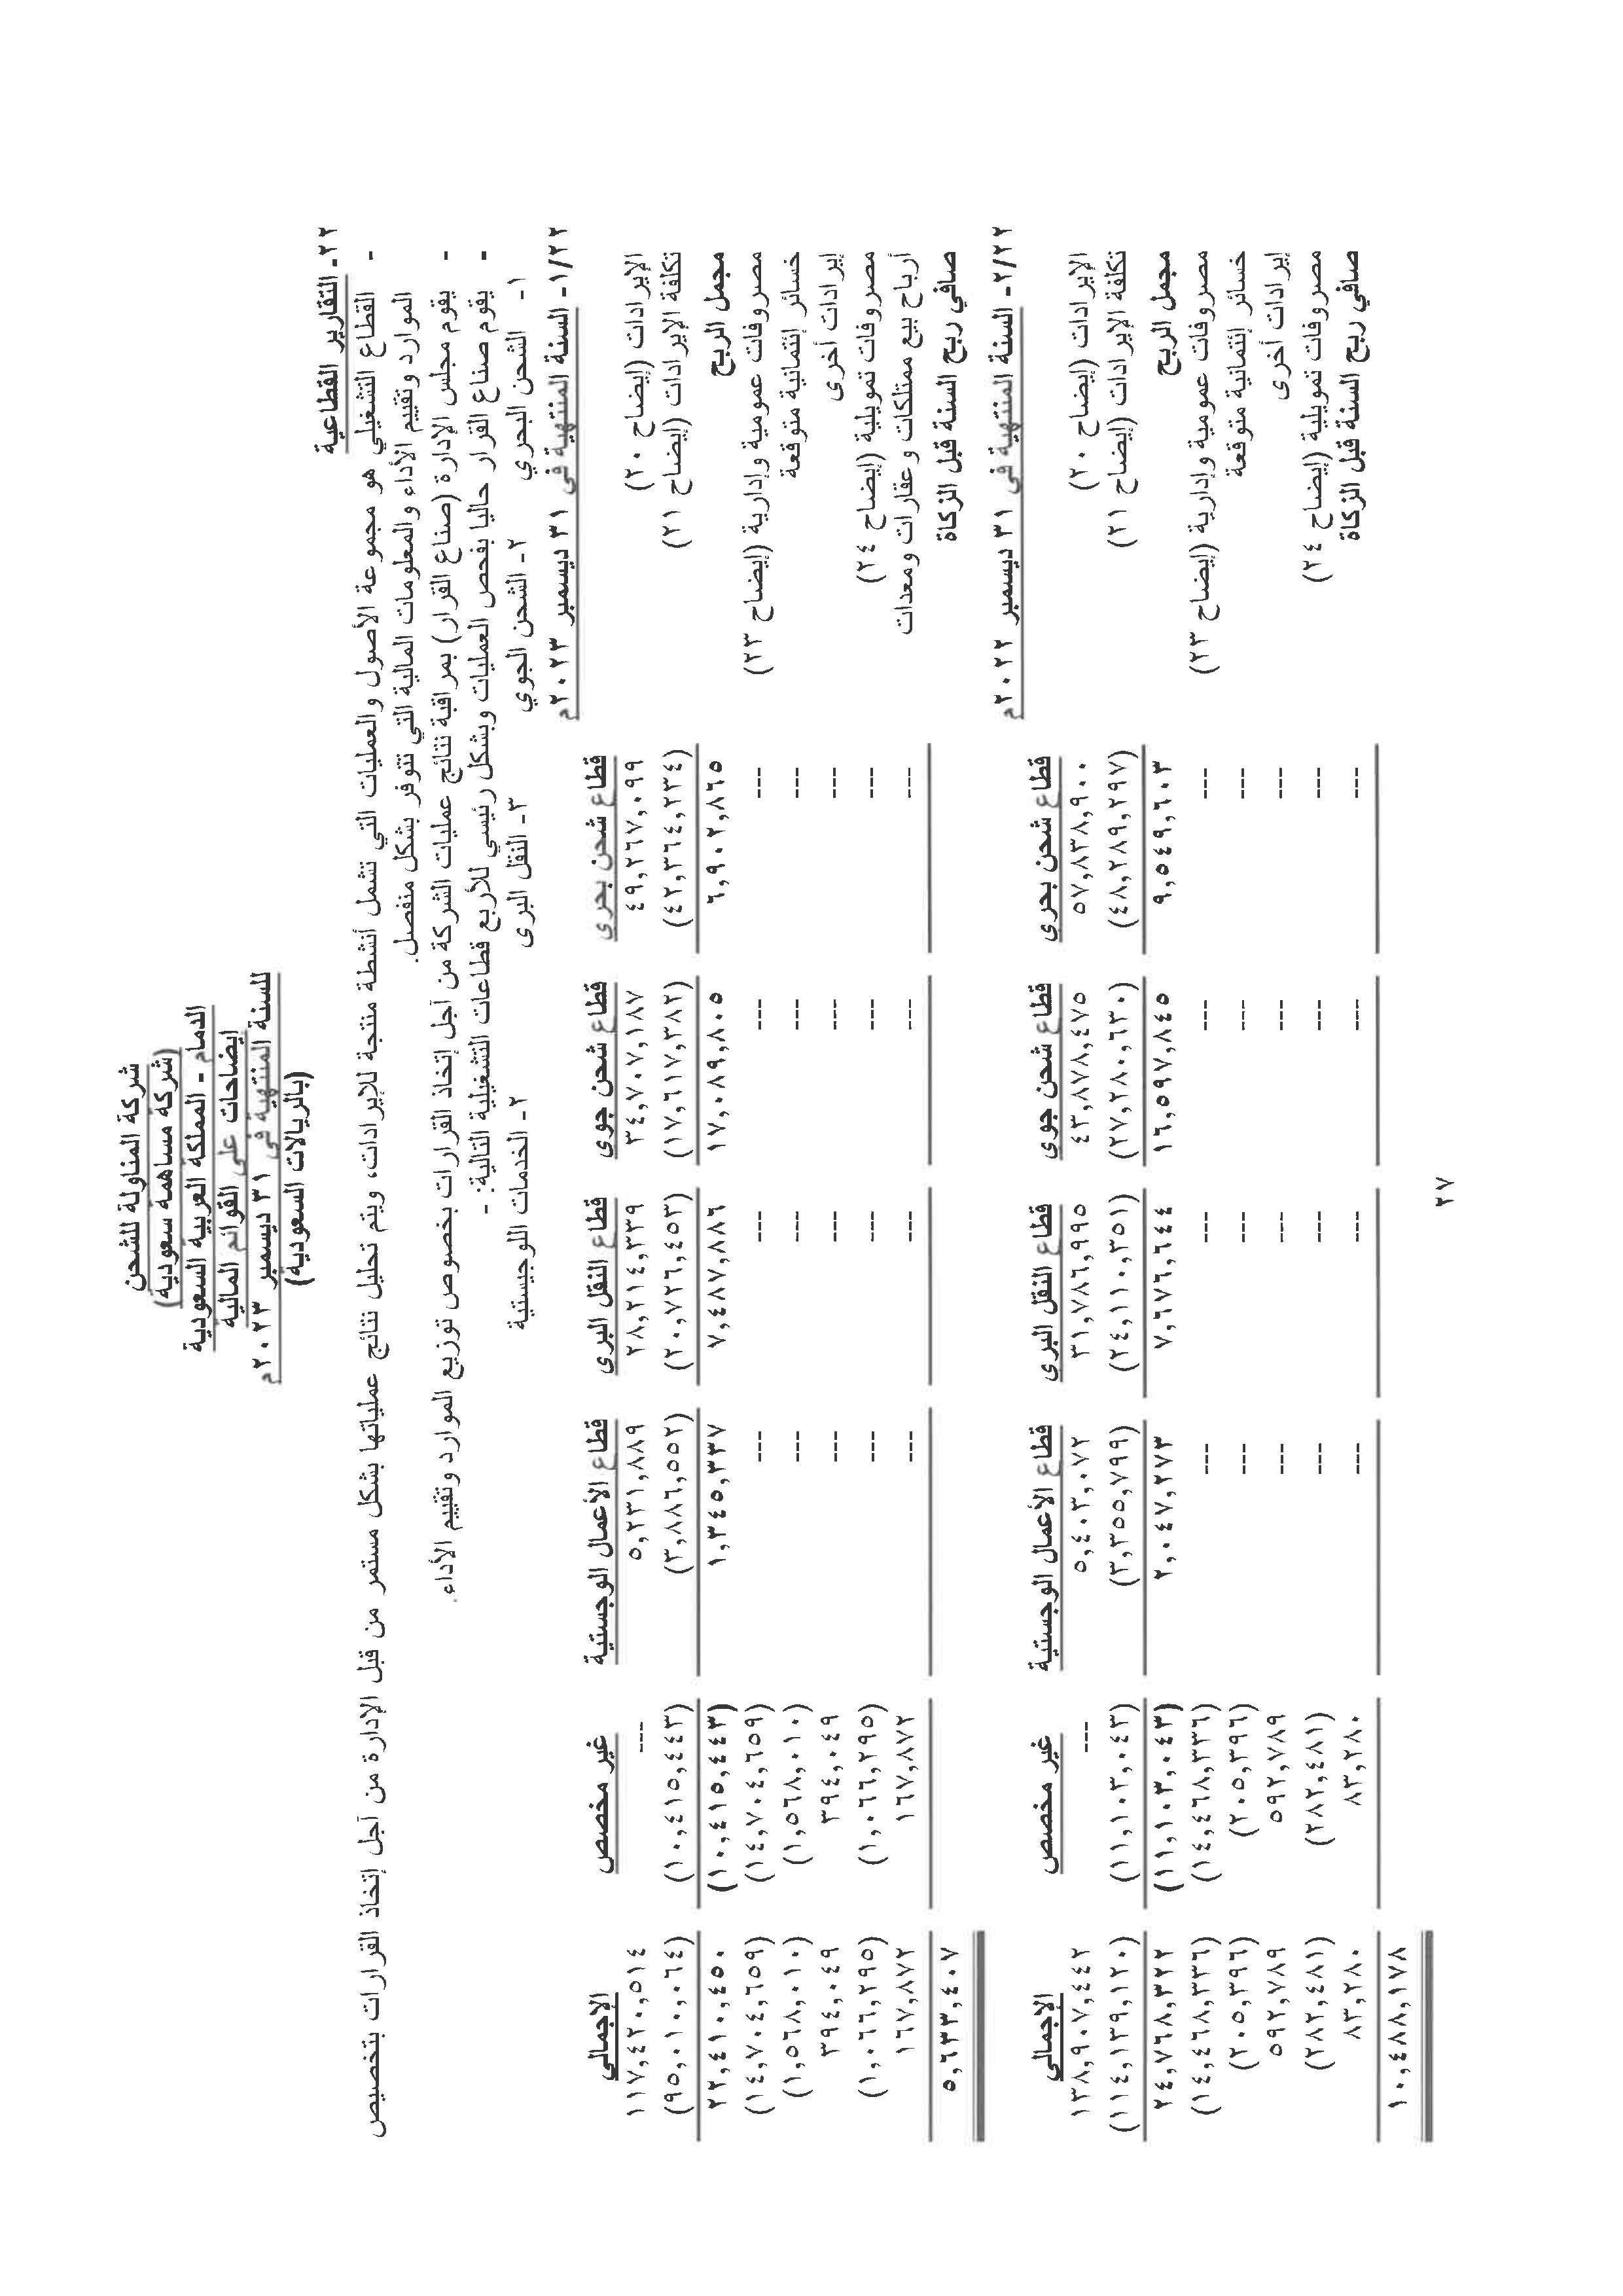 شركة المناولة للشحن
(شركة مساهمة سعودية)
الدمام - المملكة العربية السعودية
إيضاحات على القوائم المالية
للسنة المنتهية في ٣١ ديسمبر ٢٠٢٣م
(بالريالات السعودية)
٢٢- التقارير القطاعية
- القطاع التشغيلي هو مجموعة الأصول والعمليات التي تشمل أنشطة منتجة للإيرادات، ويتم تحليل نتائج عملياتها بشكل مستمر من قبل الإدارة من آجل إتخاذ القرارات بتخصيص
الموارد وتقييم الأداء والمعلومات المالية التي تتوفر بشكل منفصل.
- يقوم مجلس الإدارة (صناع القرار) بمراقبة نتائج عمليات الشركة من آجل إتخاذ القرارات بخصوص توزيع الموارد وتقييم الأداء.
- يقوم صناع القرار حاليا بفحص العمليات وبشكل رئيسي للأربع قطاعات التشغيلية التالية: -
١- الشحن البحري ٢- الشحن الجوي ٣- النقل البرى ٢- الخدمات اللوجيستية
١/٢٢- السنة المنتهية في ٣١ ديسمبر ٢٠٢٣م
قطاع شحن بحرى قطاع شحن جوى قطاع النقل البرى قطاع الأعمال الوجستية غير مخصص الإجمالي
الإيرادات (إيضاح ٢٠) ٤٩,٢٦٧,٠٩٩ ٣٤,٧٠٧,١٨٧ ٢٨,٢١٤,٣٣٩ ٥,٢٣١,٨٨٩ --- ١١٧,٤٢٠,٥١٤
تكلفة الإيرادات (إيضاح ٢١) (٤٢,٣٦٤,٢٣٤) (١٧,٦١٧,٣٨٢) (٢٠,٧٢٦,٤٥٣) (٣,٨٨٦,٥٥٢) (١٠,٤١٥,٤٤٣) (٩٥,٠١٠,٠٦٤)
مجمل الربح ٦,٩٠٢,٨٦٥ ١٧,٠٨٩,٨٠٥ ٧,٤٨٧,٨٨٦ ١,٣٤٥,٣٣٧ (١٠,٤١٥,٤٤٣) ٢٢,٤١٠,٤٥٠
مصروفات عمومية وإدارية (إيضاح ٢٣) --- --- --- --- (١٤,٧٠٤,٦٥٩) (١٤,٧٠٤,٦٥٩)
خسائر إئتمانية متوقعة --- --- --- --- (١,٥٦٨,٠١٠) (١,٥٦٨,٠١٠)
إيرادات أخرى --- --- --- --- ٣٩٤,٠٤٩ ٣٩٤,٠٤٩
مصروفات تمويلية (إيضاح ٢٤) --- --- --- --- (١,٠٦٦,٢٩٥) (١,٠٦٦,٢٩٥)
أرباح بيع ممتلكات وعقارات ومعدات --- --- --- --- ١٦٧,٨٧٢ ١٦٧,٨٧٢
صافي ربح السنة قبل الزكاة ٥,٦٣٣,٤٠٧
٢/٢٢- السنة المنتهية في ٣١ ديسمبر ٢٠٢٢م
قطاع شحن بحرى قطاع شحن جوى قطاع النقل البرى قطاع الأعمال الوجستية غير مخصص الإجمالي
الإيرادات (إيضاح ٢٠) ٥٧,٨٣٨,٩٠٠ ٤٣,٨٧٨,٤٧٥ ٣١,٧٨٦,٩٩٥ ٥,٤٠٣,٠٧٢ --- ١٣٨,٩٠٧,٤٤٢
تكلفة الإيرادات (إيضاح ٢١) (٤٨,٢٨٩,٢٩٧) (٢٧,٢٨٠,٦٣٠) (٢٤,١١٠,٣٥١) (٣,٣٥٥,٧٩٩) (١١,١٠٣,٠٤٣) (١١٤,١٣٩,١٢٠)
مجمل الربح ٩,٥٤٩,٦٠٣ ١٦,٥٩٧,٨٤٥ ٧,٦٧٦,٦٤٤ ٢,٠٤٧,٢٧٣ (١١,١٠٣,٠٤٣) ٢٤,٧٦٨,٣٢٢
مصروفات عمومية وإدارية (إيضاح ٢٣) --- --- --- --- (١٤,٤٦٨,٣٣٦) (١٤,٤٦٨,٣٣٦)
خسائر إئتمانية متوقعة --- --- --- --- (٢٠٥,٣٩٦) (٢٠٥,٣٩٦)
إيرادات أخرى --- --- --- --- ٥٩٢,٧٨٩ ٥٩٢,٧٨٩
مصروفات تمويلية (إيضاح ٢٤) --- --- --- --- (٢٨٢,٤٨١) (٢٨٢,٤٨١)
صافي ربح السنة قبل الزكاة --- --- --- --- ٨٣,٢٨٠ ٨٣,٢٨٠
١٠,٤٨٨,١٧٨
٢٧